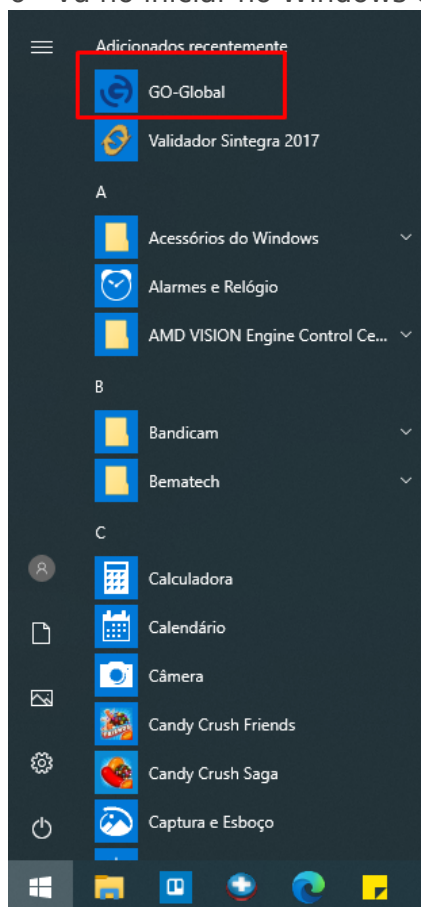 Adicionados recentemente
GO-Global
Validador Sintegra 2017
A
Acessórios do Windows
Alarmes e Relógio
AMD VISION Engine Control Ce...
B
Bandicam
Bematech
C
Calculadora
Calendário
Câmera
Candy Crush Friends
Candy Crush Saga
Captura e Esboço